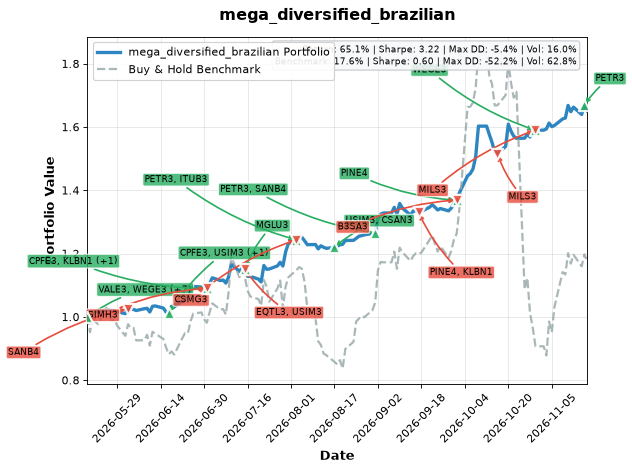 mega_diversified_brazilian
mega_diversified_brazilian Portfolio
Buy & Hold Benchmark
65.1% | Sharpe: 3.22 | Max DD: -5.4% | Vol: 16.0%
17.6% | Sharpe: 0.60 | Max DD: -52.2% | Vol: 62.8%
PETR3
PINE4
PETR3, ITUB3
PETR3, SANB4
MILS3
MILS3
MGLU3
CSAN3
B3SA3
CPFE3, USIM3 (+1)
CPFE3, KLBN1 (+1)
PINE4, KLBN1
VALE3, WEGE3
CSMG3
SIMH3
EQTL3, USIM3
SANB4
Portfolio Value
1.8
1.6
1.4
1.2
1.0
0.8
2026-05-29
2026-06-14
2026-06-30
2026-07-16
2026-08-01
2026-08-17
2026-09-02
2026-09-18
2026-10-04
2026-10-20
2026-11-05
Date